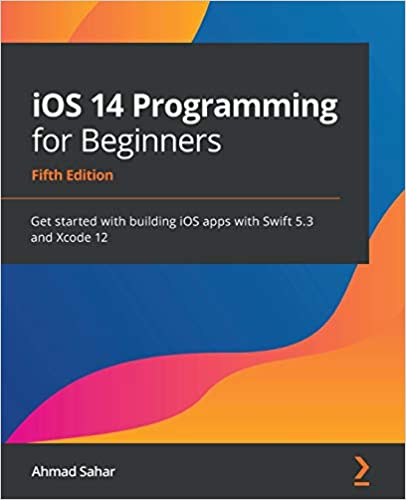 iOS 14 Programming
for Beginners
Fifth Edition
Get started with building iOS apps with Swift 5.3
and Xcode 12
Ahmad Sahar